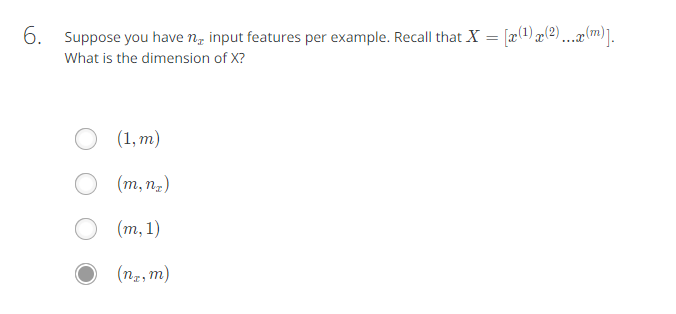 6. Suppose you have n_x input features per example. Recall that X = [x^(1) x^(2) ...x^(m)].
What is the dimension of X?
(1, m)
(m, n_x)
(m, 1)
(n_x, m)